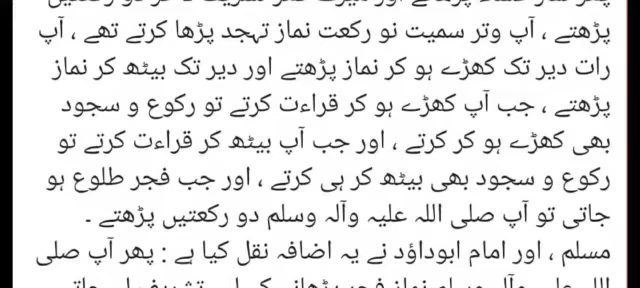 پڑھتے ، آپ وتر سمیت نو رکعت نماز تہجد پڑھا کرتے تھے ، آپ
رات دیر تک کھڑے ہو کر نماز پڑھتے اور دیر تک بیٹھ کر نماز
پڑھتے ، جب آپ کھڑے ہو کر قراءت کرتے تو رکوع و سجود
بھی کھڑے ہو کر کرتے ، اور جب آپ بیٹھ کر قراءت کرتے تو
رکوع و سجود بھی بیٹھ کر ہی کرتے ، اور جب فجر طلوع ہو
جاتی تو آپ صلی اللہ علیہ وآلہ وسلم دو رکعتیں پڑھتے ۔
مسلم ، اور امام ابوداؤد نے یہ اضافہ نقل کیا ہے : پھر آپ صلی